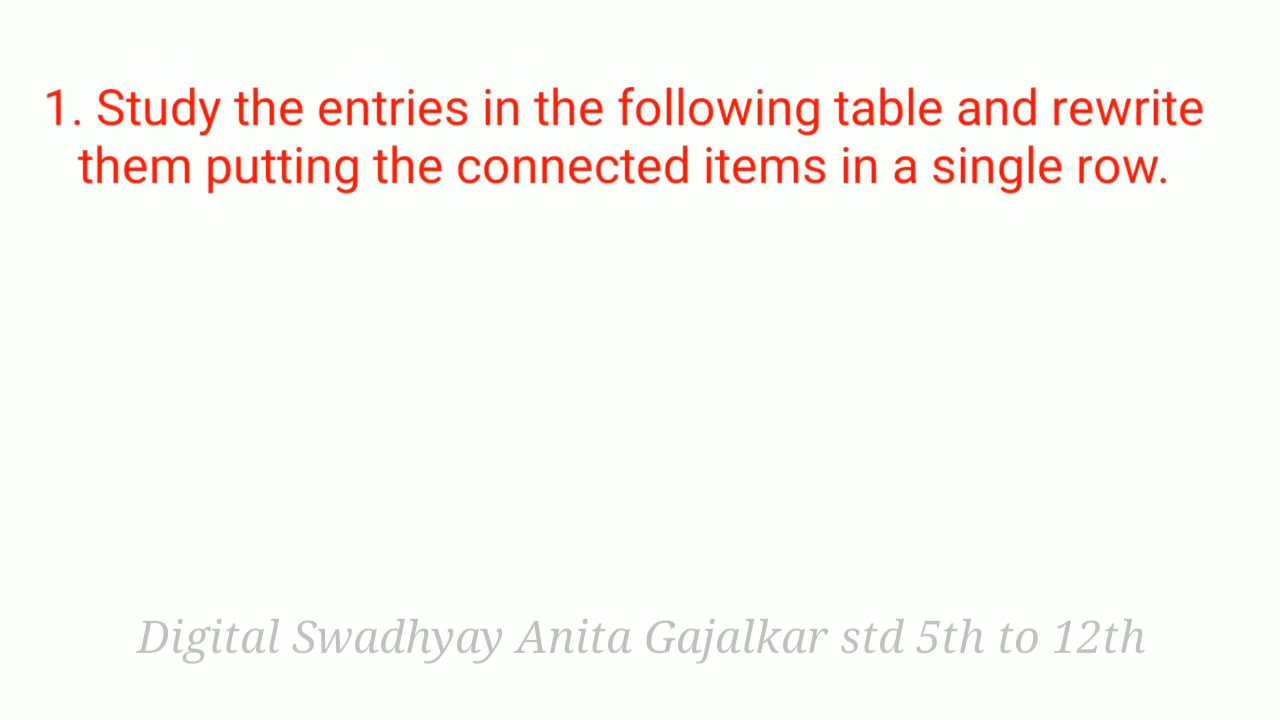 1. Study the entries in the following table and rewrite
them putting the connected items in a single row.
Digital Swadhyay Anita Gajalkar std 5th to 12th